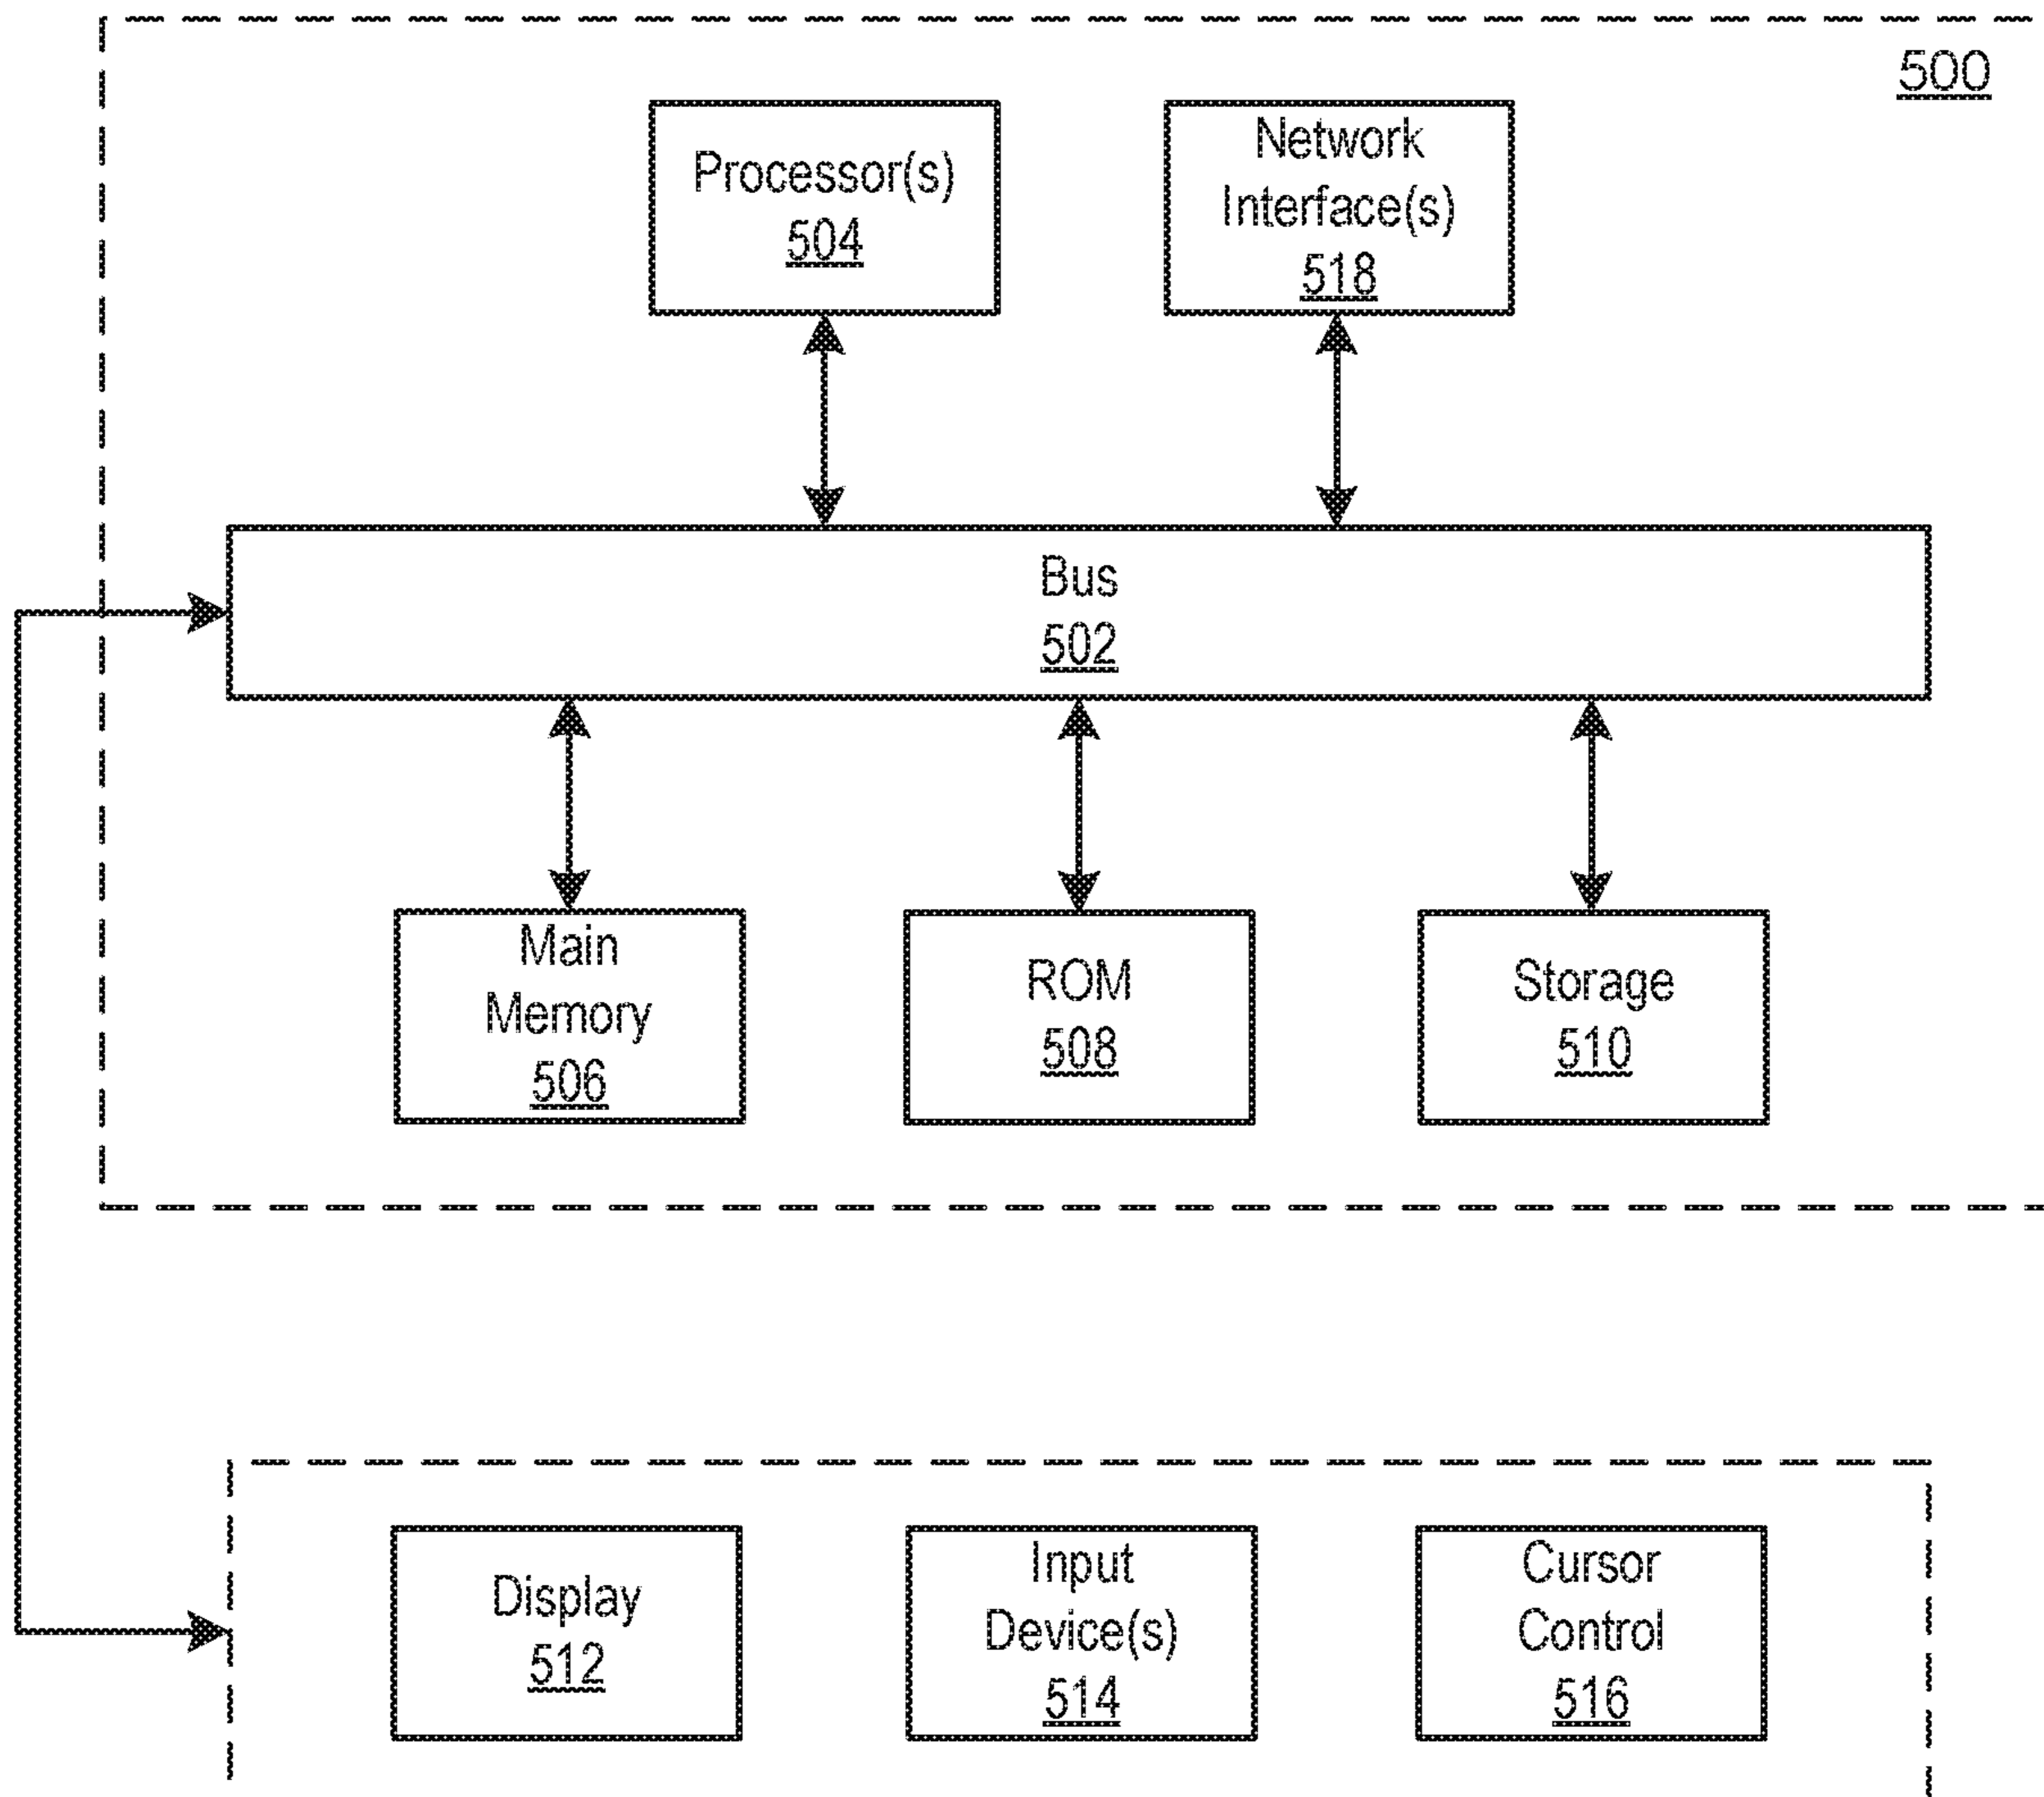 500
Processor(s)
504
Network
Interface(s)
518
Bus
502
Main
Memory
506
ROM
508
Storage
510
Display
512
Input
Device(s)
514
Cursor
Control
516